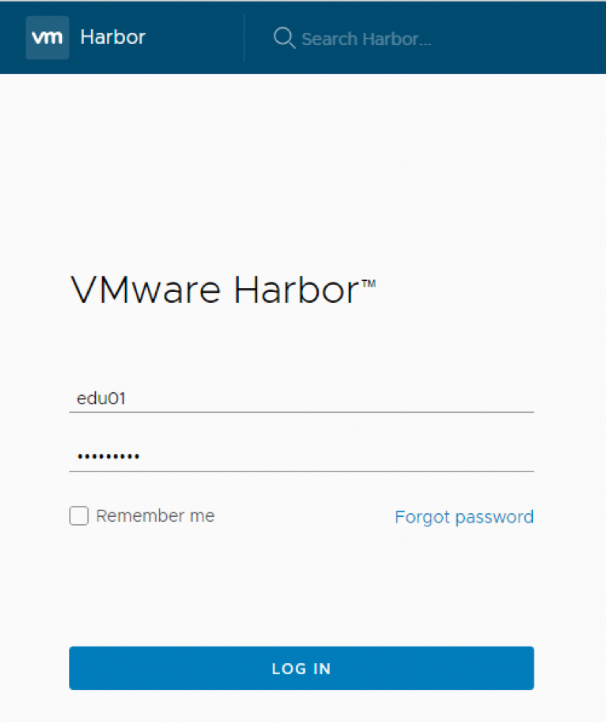 vm Harbor Search Harbor...
VMware Harbor™
edu01
•••••••••
Remember me Forgot password
LOG IN